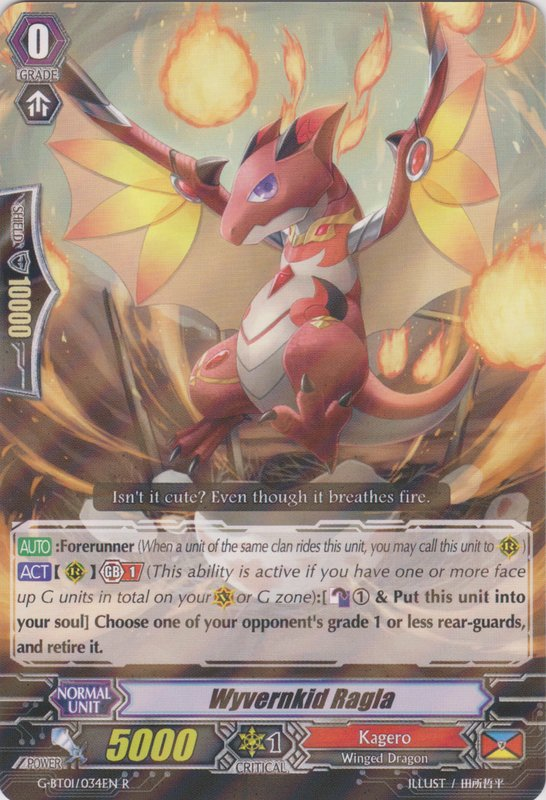 0
GRADE
SHIELD 10000
Isn't it cute? Even though it breathes fire.
AUTO :Forerunner (When a unit of the same clan rides this unit, you may call this unit to RC )
ACT [ RC ] GB 1 (This ability is active if you have one or more
face up G units in total on your VC or G zone):[ ① & Put this unit into
your soul] Choose one of your opponent's grade 1 or less rear-guards,
and retire it.
NORMAL
UNIT
Wyvernkid Ragla
POWER 5000
1
CRITICAL
Kagero
Winged Dragon
G-BT01/034EN R
ILLUST / 田所哲平